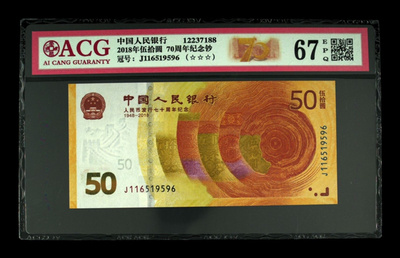 ACG
AI CANG GUARANTY
中国人民银行 12237188
2018年伍拾圆 70周年纪念钞
冠号: J116519596 (☆☆☆)
67 EPQ
中国人民银行
人民币发行七十周年纪念
1948-2018
50
50
50
伍拾圆
J116519596
J116519596